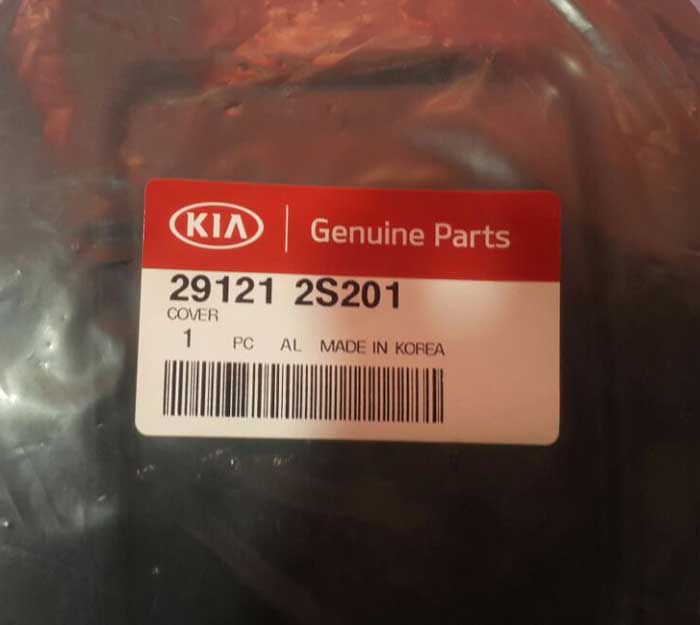 KIA Genuine Parts
29121 2S201
COVER
1 PC AL MADE IN KOREA